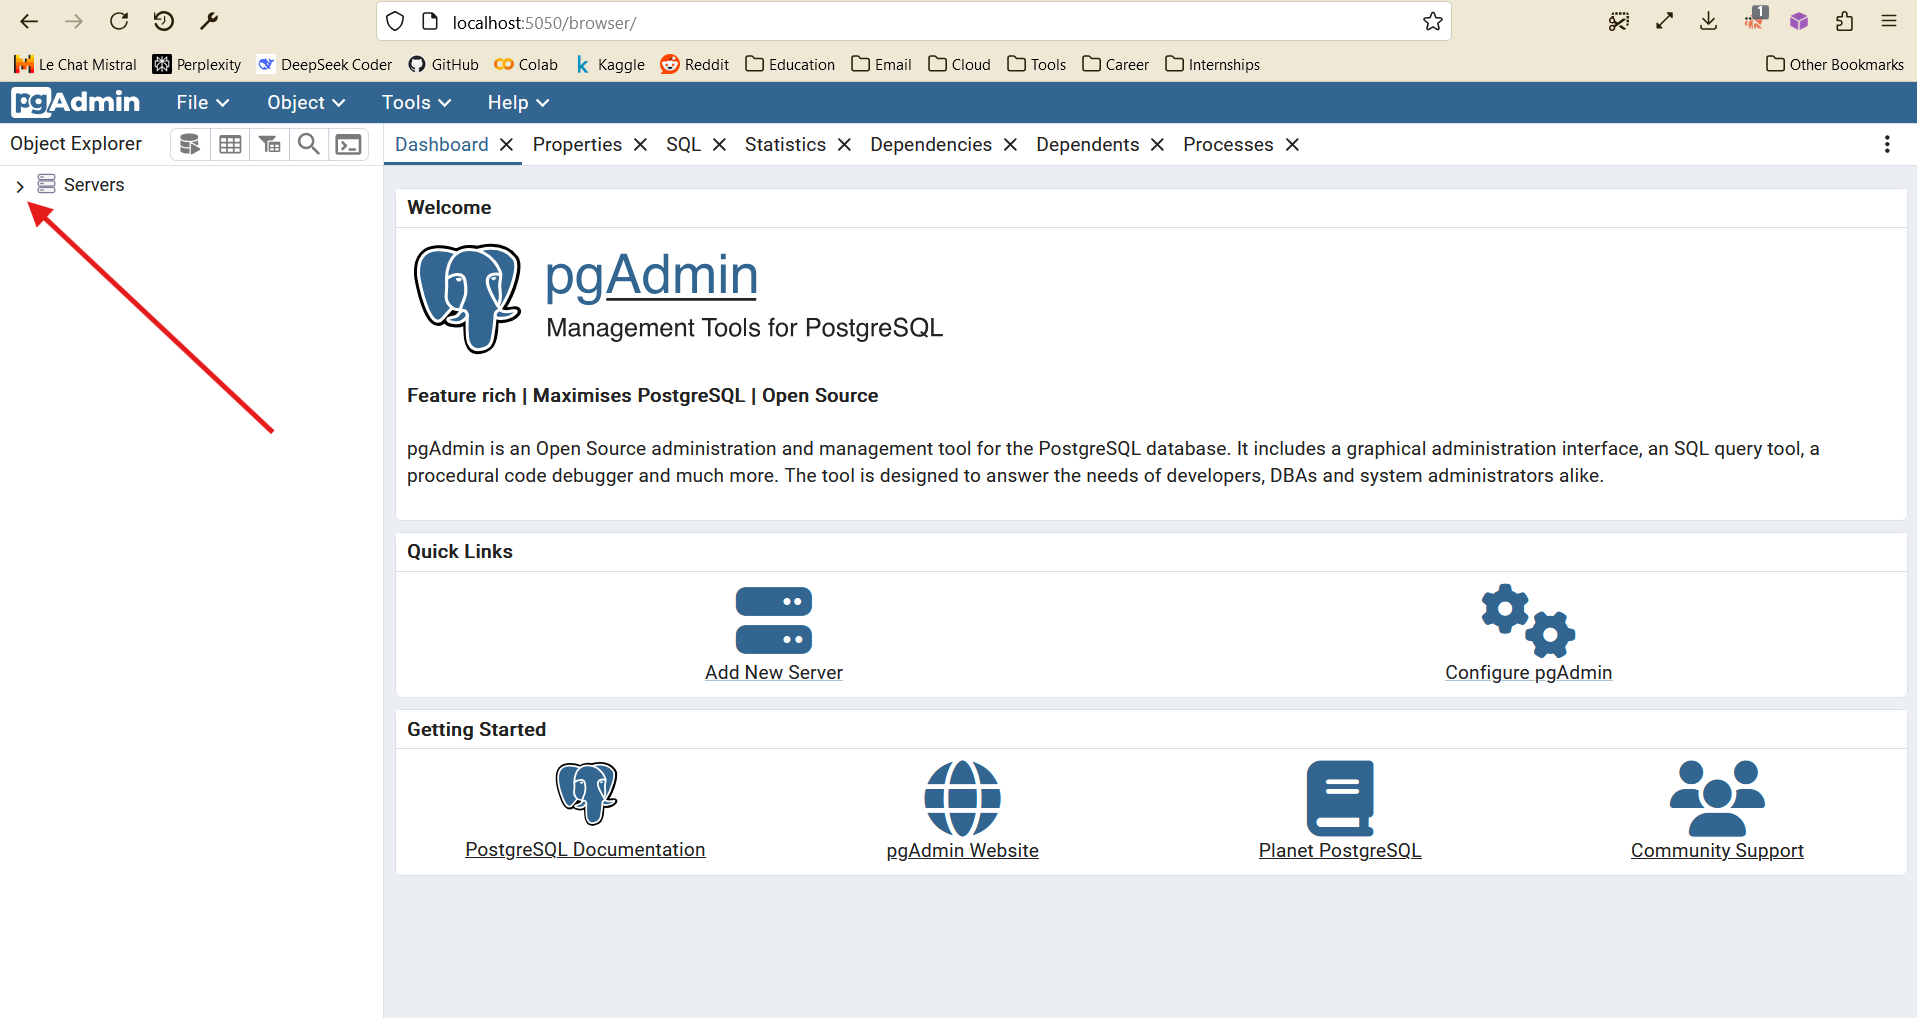 localhost:5050/browser/
1
Le Chat Mistral Perplexity DeepSeek Coder GitHub Colab Kaggle Reddit Education Email Cloud Tools Career Internships Other Bookmarks
pgAdmin File Object Tools Help
Object Explorer Dashboard Properties SQL Statistics Dependencies Dependents Processes
Servers
Welcome
pgAdmin
Management Tools for PostgreSQL
Feature rich | Maximises PostgreSQL | Open Source
pgAdmin is an Open Source administration and management tool for the PostgreSQL database. It includes a graphical administration interface, an SQL query tool, a
procedural code debugger and much more. The tool is designed to answer the needs of developers, DBAs and system administrators alike.
Quick Links
Add New Server Configure pgAdmin
Getting Started
PostgreSQL Documentation pgAdmin Website Planet PostgreSQL Community Support